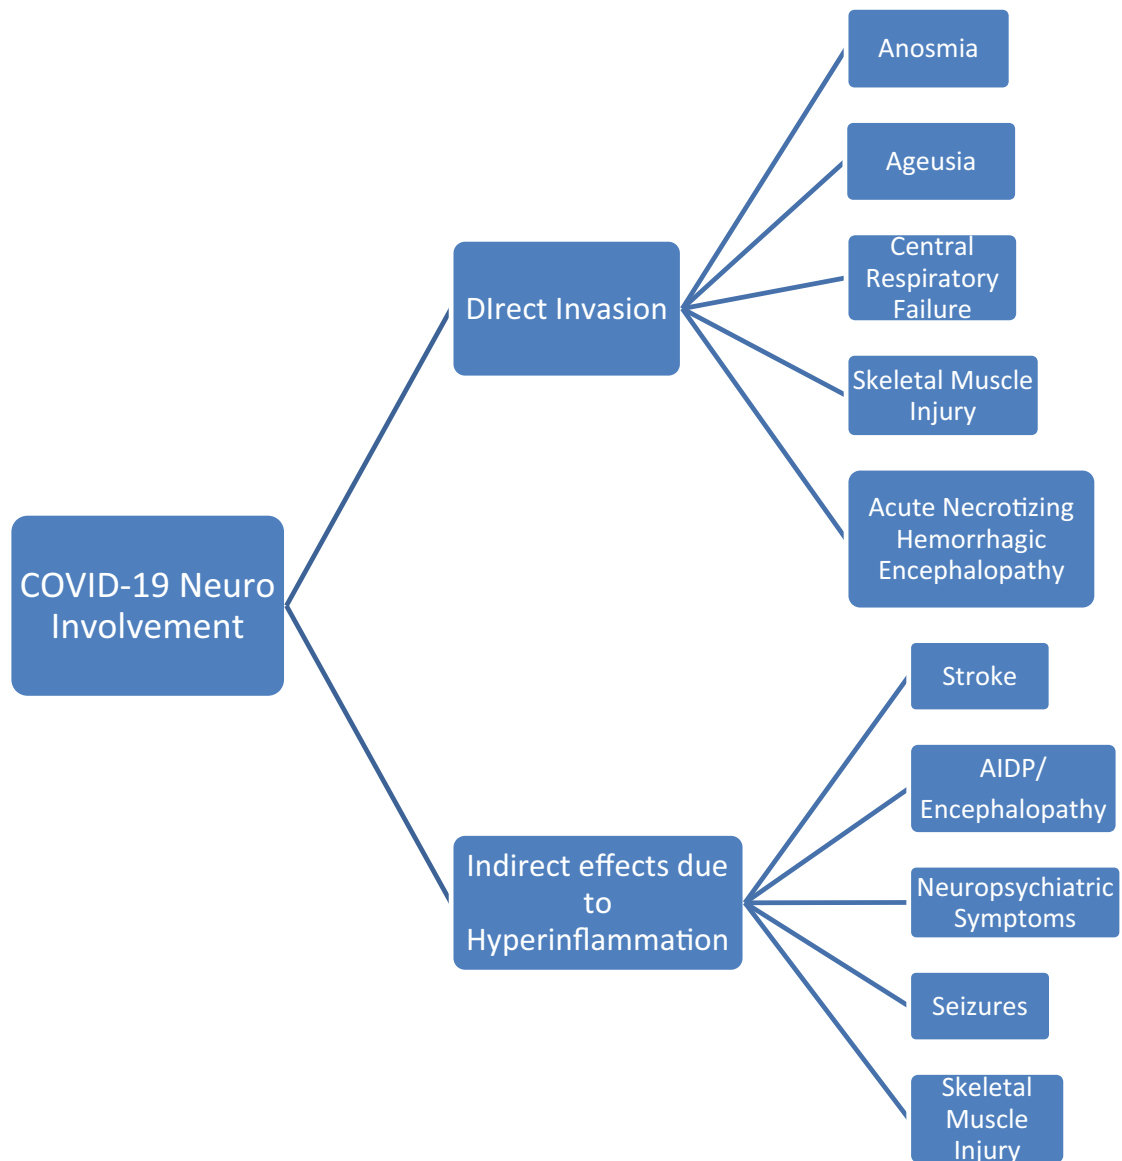 COVID-19 Neuro
Involvement
DIrect Invasion
Anosmia
Ageusia
Central
Respiratory
Failure
Skeletal Muscle
Injury
Acute Necrotizing
Hemorrhagic
Encephalopathy
Indirect effects due
to
Hyperinflammation
Stroke
AIDP/
Encephalopathy
Neuropsychiatric
Symptoms
Seizures
Skeletal
Muscle
Injury